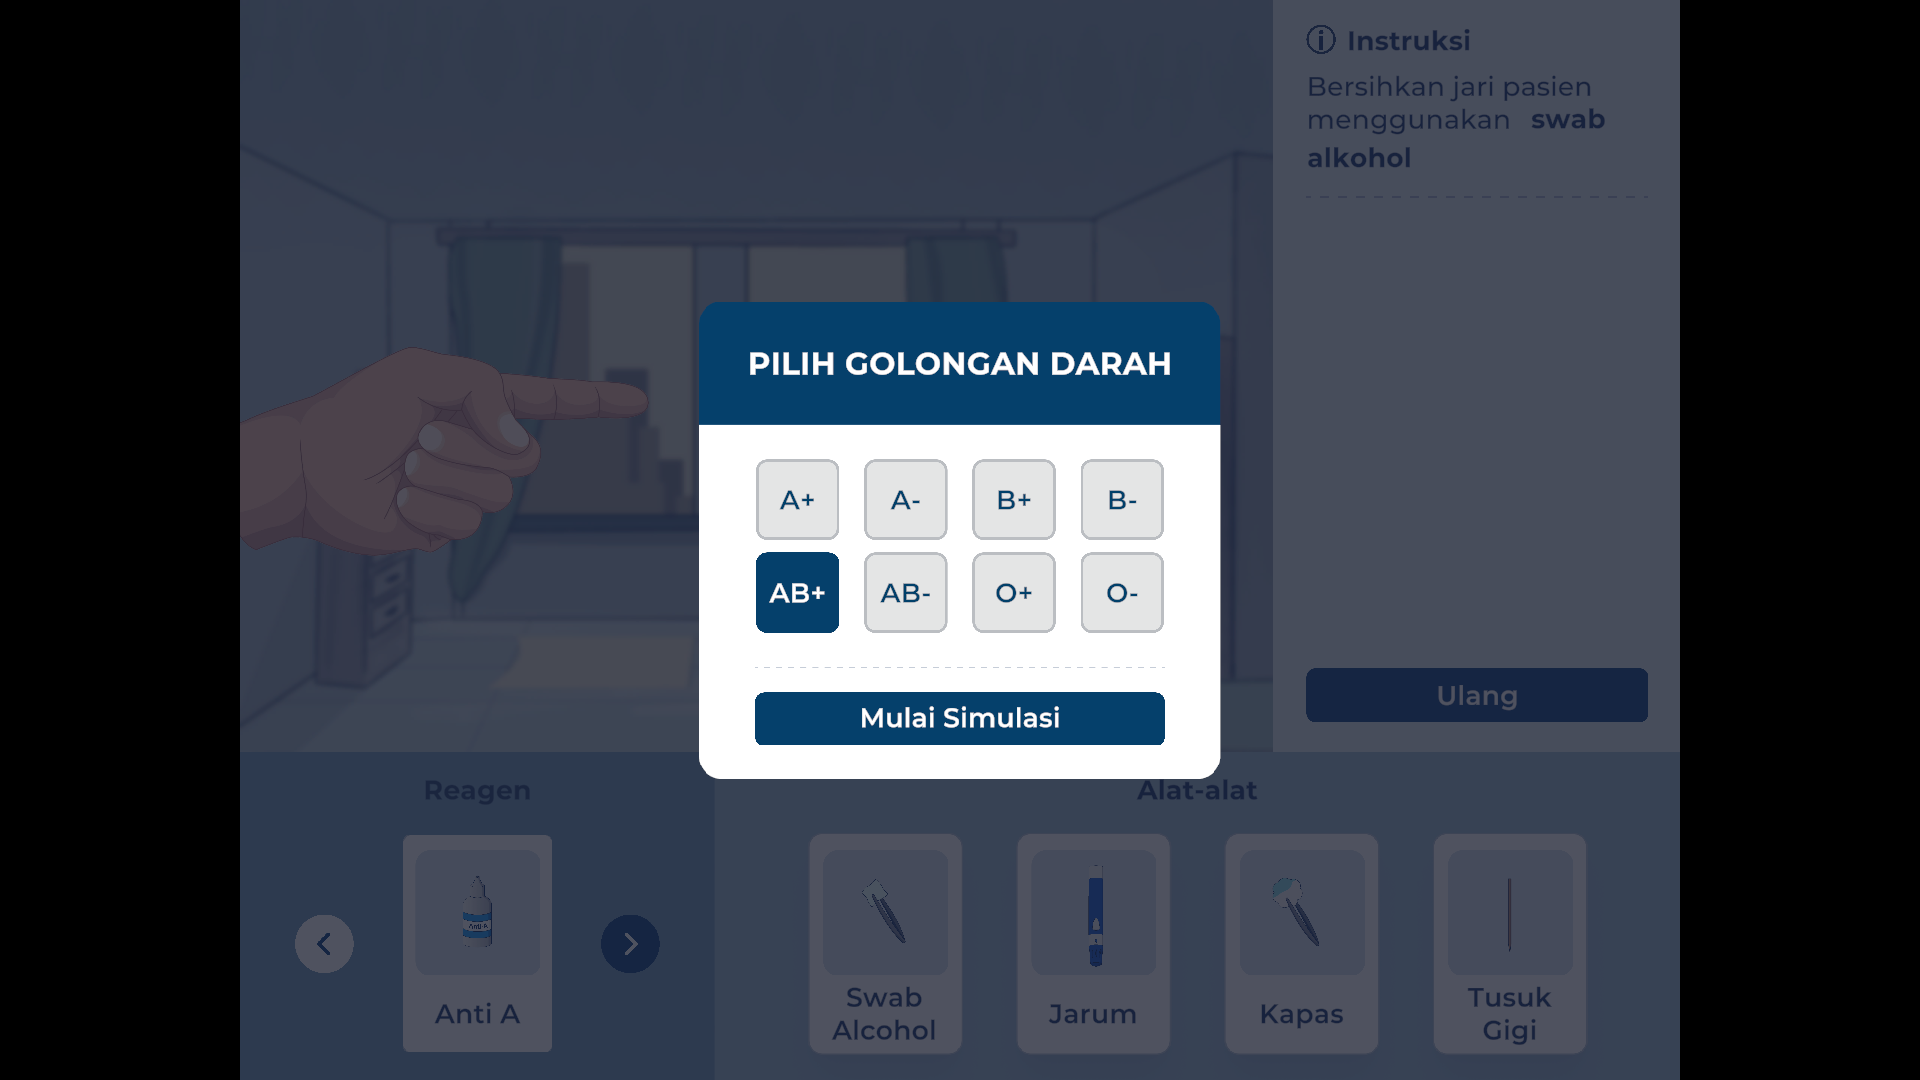 Instruksi
Bersihkan jari pasien
menggunakan swab
alkohol
PILIH GOLONGAN DARAH
A+ A- B+ B-
AB+ AB- O+ O-
Mulai Simulasi
Ulang
Reagen
Anti-A
Anti A
Alat-alat
Swab
Alcohol
Jarum
Kapas
Tusuk
Gigi